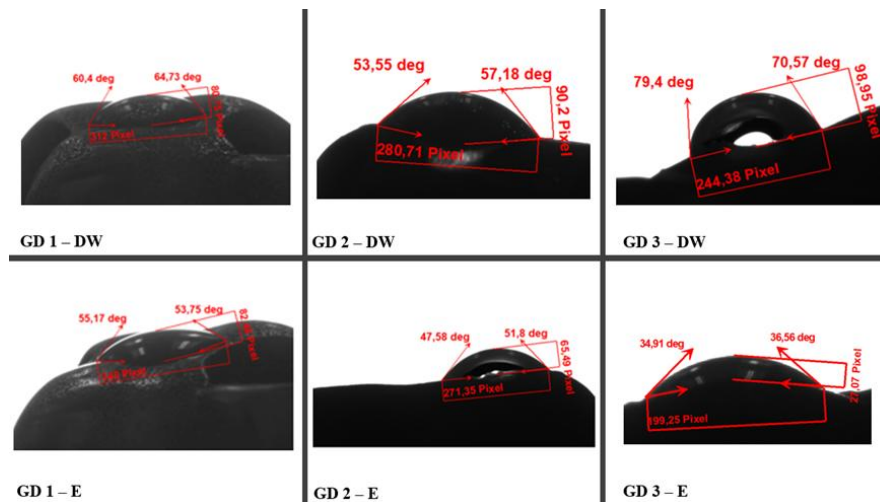 60,4 deg
64,73 deg
312 Pixel
GD 1 – DW
53,55 deg
57,18 deg
90,2 Pixel
280,71 Pixel
GD 2 – DW
79,4 deg
70,57 deg
98,95 Pixel
244,38 Pixel
GD 3 – DW
55,17 deg
53,75 deg
Pixel
GD 1 – E
47,58 deg
51,8 deg
65,49 Pixel
271,35 Pixel
GD 2 – E
34,91 deg
36,56 deg
27,07 Pixel
199,25 Pixel
GD 3 – E